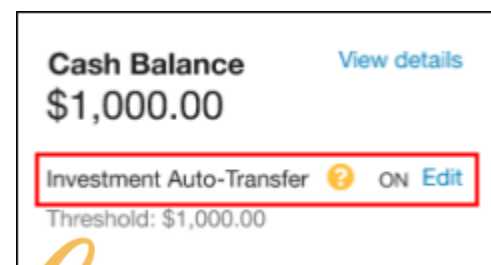 Cash Balance View details
$1,000.00
Investment Auto-Transfer ? ON Edit
Threshold: $1,000.00